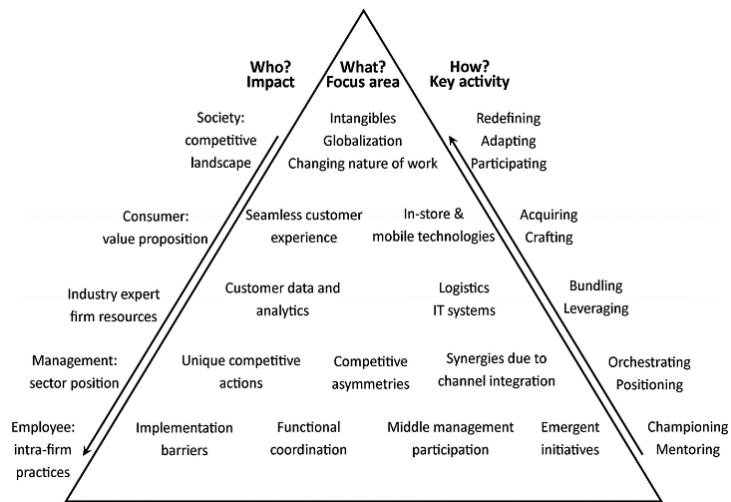 Who?
Impact
What?
Focus area
How?
Key activity
Society:
competitive
landscape
Intangibles
Globalization
Changing nature of work
Redefining
Adapting
Participating
Consumer:
value proposition
Seamless customer
experience
In-store &
mobile technologies
Acquiring
Crafting
Industry expert
firm resources
Customer data and
analytics
Logistics
IT systems
Bundling
Leveraging
Management:
sector position
Unique competitive
actions
Competitive
asymmetries
Synergies due to
channel integration
Orchestrating
Positioning
Employee:
intra-firm
practices
Implementation
barriers
Functional
coordination
Middle management
participation
Emergent
initiatives
Championing
Mentoring